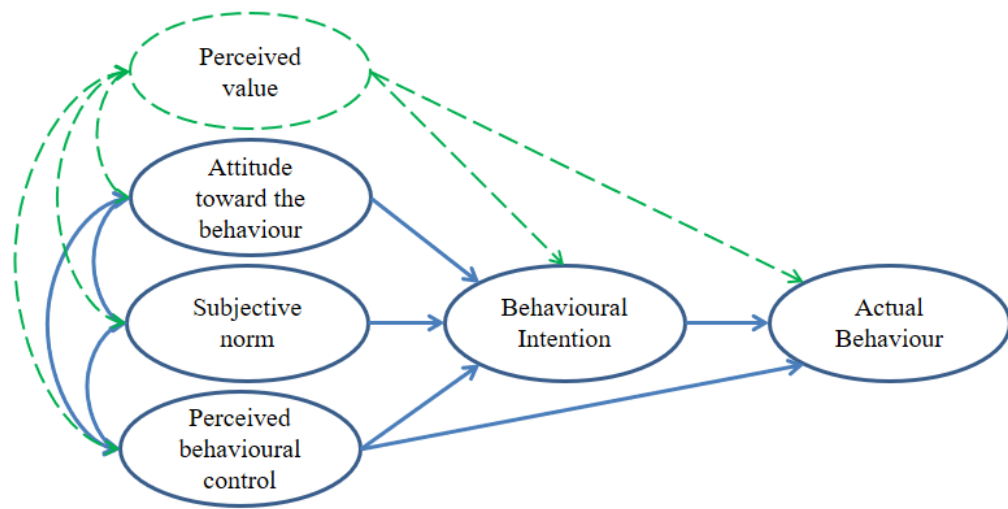 Perceived
value
Attitude
toward the
behaviour
Subjective
norm
Perceived
behavioural
control
Behavioural
Intention
Actual
Behaviour